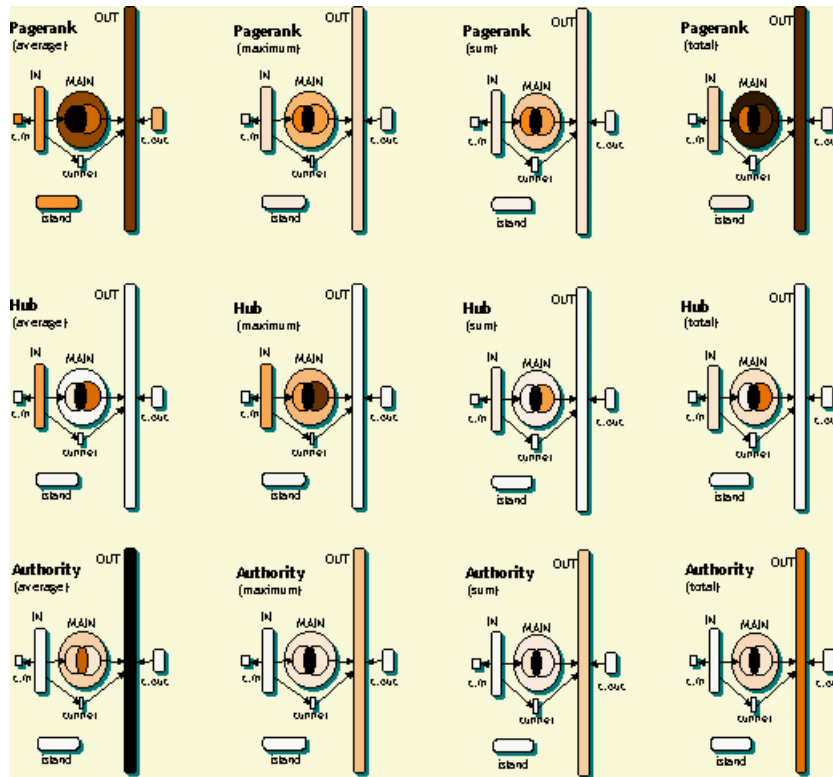 OUT
Pagerank
(average)
IN
MAIN
c.in
c.out
tunnel
island
OUT
Pagerank
(maximum)
IN
MAIN
c.in
c.out
tunnel
island
OUT
Pagerank
(sum)
IN
MAIN
c.in
c.out
tunnel
island
OUT
Pagerank
(total)
IN
MAIN
c.in
c.out
tunnel
island
OUT
Hub
(average)
IN
MAIN
c.in
c.out
tunnel
island
OUT
Hub
(maximum)
IN
MAIN
c.in
c.out
tunnel
island
OUT
Hub
(sum)
IN
MAIN
c.in
c.out
tunnel
island
OUT
Hub
(total)
IN
MAIN
c.in
c.out
tunnel
island
OUT
Authority
(average)
IN
MAIN
c.in
c.out
tunnel
island
OUT
Authority
(maximum)
IN
MAIN
c.in
c.out
tunnel
island
OUT
Authority
(sum)
IN
MAIN
c.in
c.out
tunnel
island
OUT
Authority
(total)
IN
MAIN
c.in
c.out
tunnel
island